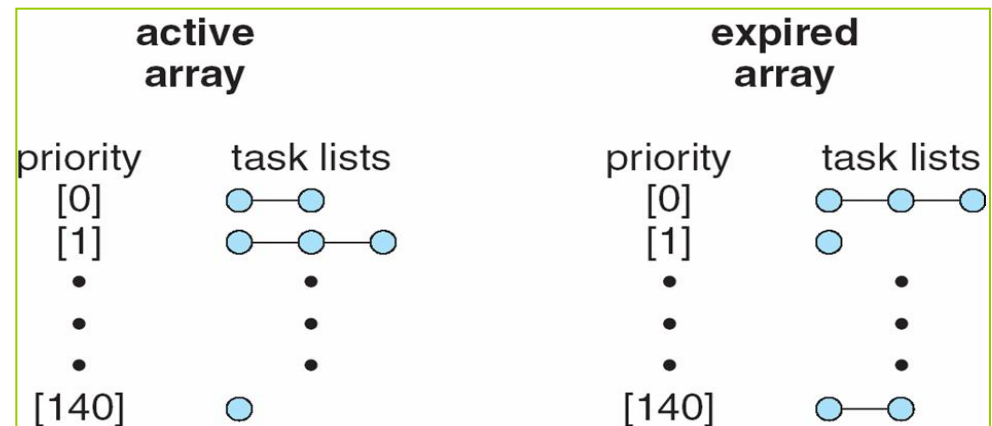 active
array
expired
array
priority task lists
priority task lists
[0]
[0]
[1]
[1]
[140]
[140]